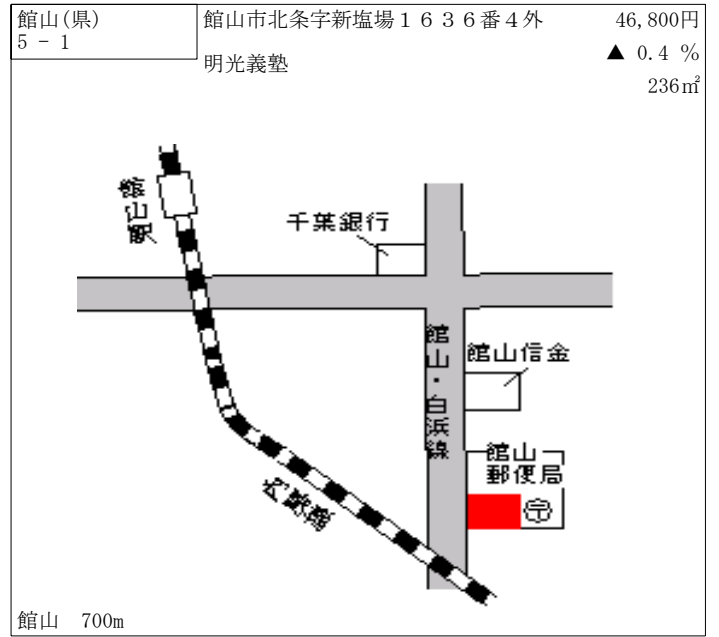 館山(県)
5 - 1
館山市北条字新塩場１６３６番４外
46,800円
明光義塾
▲ 0.4 %
236㎡
館山駅
千葉銀行
館山・白浜線
館山信金
館山
郵便局
〒
内房線
館山 700m